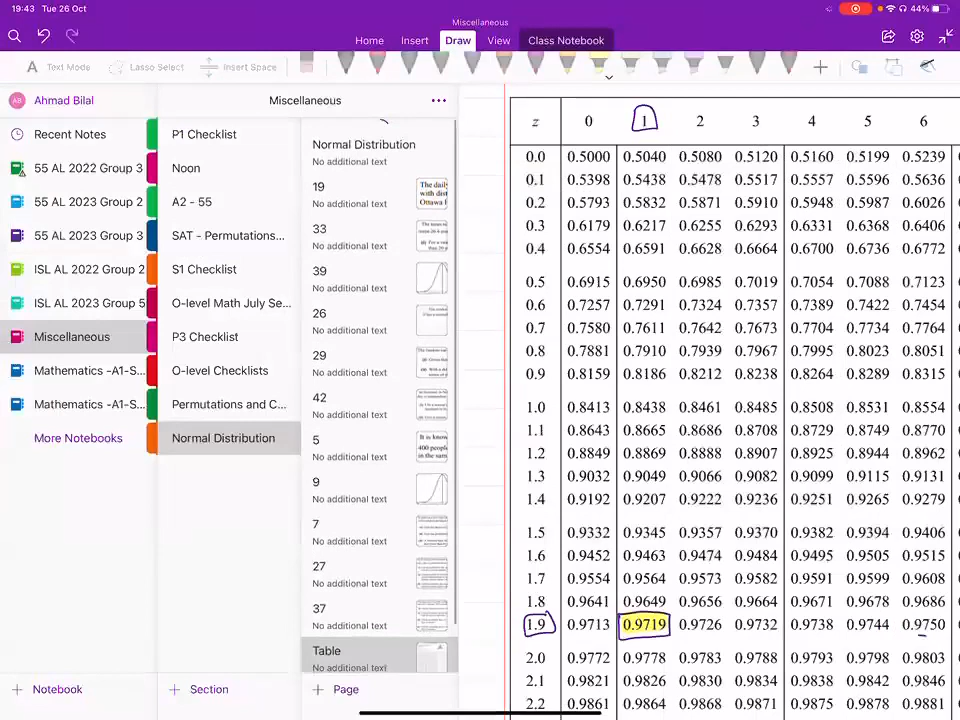 19:43 Tue 26 Oct
44%
Miscellaneous
Home Insert Draw View Class Notebook
Text Mode Lasso Select Insert Space
AB Ahmad Bilal
Recent Notes
55 AL 2022 Group 3
55 AL 2023 Group 2
55 AL 2023 Group 3
ISL AL 2022 Group 2
ISL AL 2023 Group 5
Miscellaneous
Mathematics -A1-S...
Mathematics -A1-S...
More Notebooks
+ Notebook
Miscellaneous
P1 Checklist
Noon
A2 - 55
SAT - Permutations...
S1 Checklist
O-level Math July Se...
P3 Checklist
O-level Checklists
Permutations and C...
Normal Distribution
+ Section
Normal Distribution
No additional text
19
No additional text
33
No additional text
39
No additional text
26
No additional text
29
No additional text
42
No additional text
5
No additional text
9
No additional text
7
No additional text
27
No additional text
37
No additional text
Table
No additional text
+ Page
z 0 1 2 3 4 5 6
0.0 0.5000 0.5040 0.5080 0.5120 0.5160 0.5199 0.5239
0.1 0.5398 0.5438 0.5478 0.5517 0.5557 0.5596 0.5636
0.2 0.5793 0.5832 0.5871 0.5910 0.5948 0.5987 0.6026
0.3 0.6179 0.6217 0.6255 0.6293 0.6331 0.6368 0.6406
0.4 0.6554 0.6591 0.6628 0.6664 0.6700 0.6736 0.6772
0.5 0.6915 0.6950 0.6985 0.7019 0.7054 0.7088 0.7123
0.6 0.7257 0.7291 0.7324 0.7357 0.7389 0.7422 0.7454
0.7 0.7580 0.7611 0.7642 0.7673 0.7704 0.7734 0.7764
0.8 0.7881 0.7910 0.7939 0.7967 0.7995 0.8023 0.8051
0.9 0.8159 0.8186 0.8212 0.8238 0.8264 0.8289 0.8315
1.0 0.8413 0.8438 0.8461 0.8485 0.8508 0.8531 0.8554
1.1 0.8643 0.8665 0.8686 0.8708 0.8729 0.8749 0.8770
1.2 0.8849 0.8869 0.8888 0.8907 0.8925 0.8944 0.8962
1.3 0.9032 0.9049 0.9066 0.9082 0.9099 0.9115 0.9131
1.4 0.9192 0.9207 0.9222 0.9236 0.9251 0.9265 0.9279
1.5 0.9332 0.9345 0.9357 0.9370 0.9382 0.9394 0.9406
1.6 0.9452 0.9463 0.9474 0.9484 0.9495 0.9505 0.9515
1.7 0.9554 0.9564 0.9573 0.9582 0.9591 0.9599 0.9608
1.8 0.9641 0.9649 0.9656 0.9664 0.9671 0.9678 0.9686
1.9 0.9713 0.9719 0.9726 0.9732 0.9738 0.9744 0.9750
2.0 0.9772 0.9778 0.9783 0.9788 0.9793 0.9798 0.9803
2.1 0.9821 0.9826 0.9830 0.9834 0.9838 0.9842 0.9846
2.2 0.9861 0.9864 0.9868 0.9871 0.9875 0.9878 0.9881